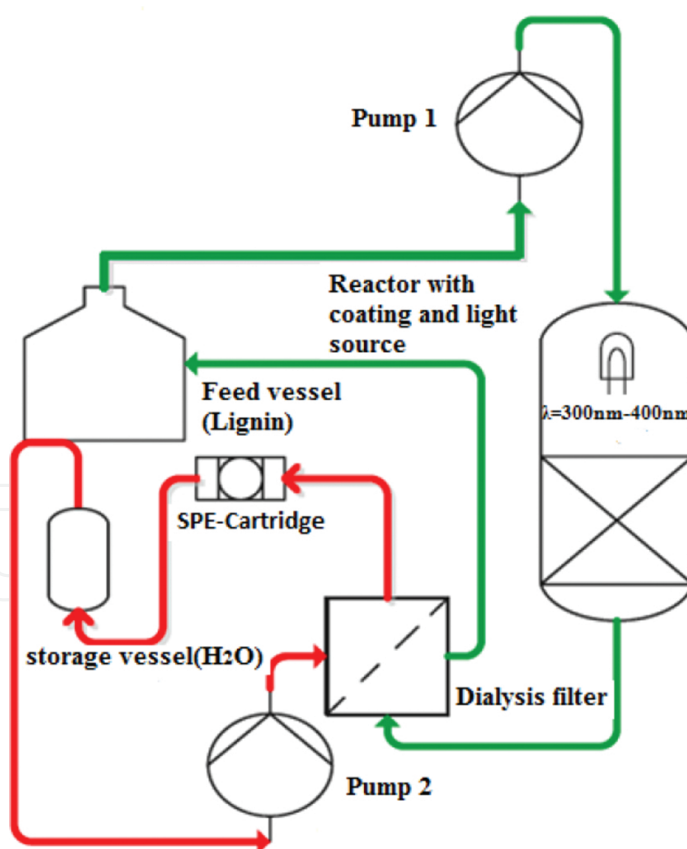 Pump 1
Reactor with
coating and light
source
λ=300nm-400nm
Feed vessel
(Lignin)
SPE-Cartridge
storage vessel(H2O)
Dialysis filter
Pump 2